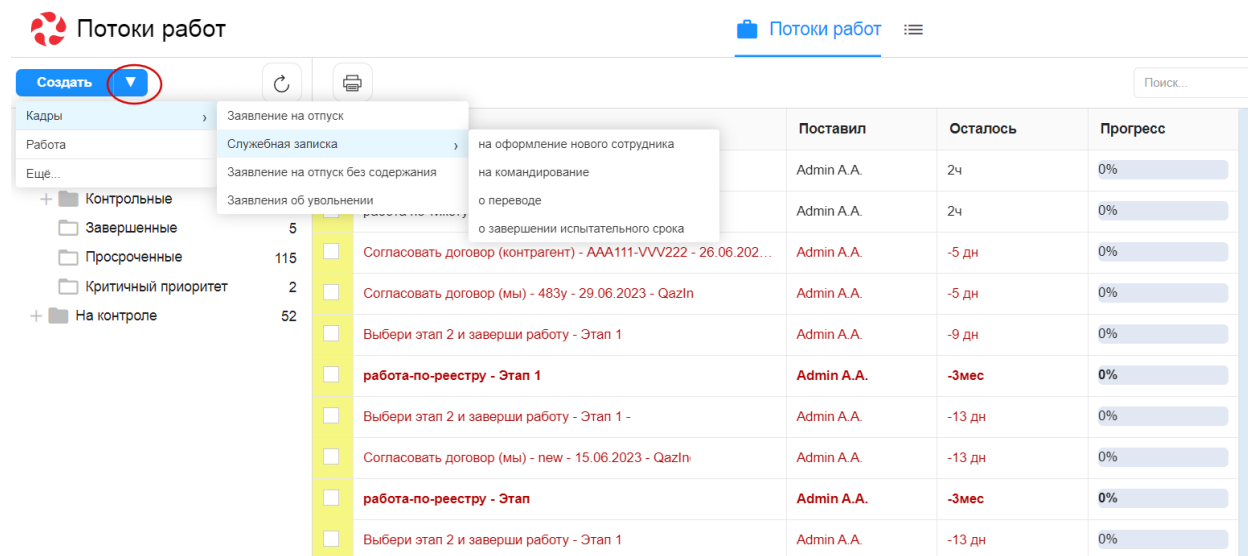 Потоки работ
Потоки работ
Создать ▼
Поиск...
Кадры ›
Работа
Ещё...
Заявление на отпуск
Служебная записка ›
Заявление на отпуск без содержания
Заявления об увольнении
на оформление нового сотрудника
на командирование
о переводе
о завершении испытательного срока
Контрольные
Завершенные 5
Просроченные 115
Критичный приоритет 2
На контроле 52
Поставил Осталось Прогресс
Admin A.A. 2ч 0%
Admin A.A. 2ч 0%
Согласовать договор (контрагент) - AAA111-VVV222 - 26.06.202... Admin A.A. -5 дн 0%
Согласовать договор (мы) - 483у - 29.06.2023 - QazIn Admin A.A. -5 дн 0%
Выбери этап 2 и заверши работу - Этап 1 Admin A.A. -9 дн 0%
работа-по-реестру - Этап 1 Admin A.A. -3мес 0%
Выбери этап 2 и заверши работу - Этап 1 - Admin A.A. -13 дн 0%
Согласовать договор (мы) - new - 15.06.2023 - QazIn Admin A.A. -13 дн 0%
работа-по-реестру - Этап Admin A.A. -3мес 0%
Выбери этап 2 и заверши работу - Этап 1 Admin A.A. -13 дн 0%